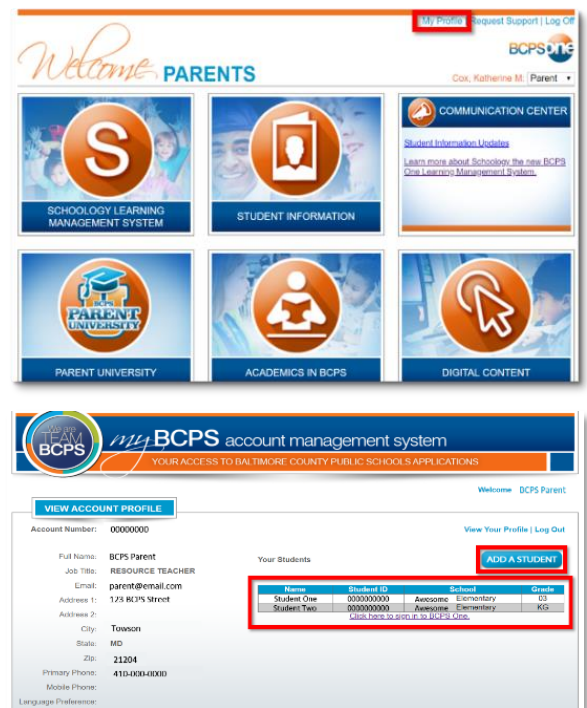 My Profile | Request Support | Log Off
BCPSone
Welcome PARENTS
Cox, Katherine M. Parent
S
COMMUNICATION CENTER
Student Information Updates
Learn more about Schoology the new BCPS
One Learning Management System.
SCHOOLOGY LEARNING
MANAGEMENT SYSTEM
STUDENT INFORMATION
BCPS
PARENT
UNIVERSITY
PARENT UNIVERSITY
ACADEMICS IN BCPS
DIGITAL CONTENT
We are
TEAM
BCPS
my BCPS account management system
YOUR ACCESS TO BALTIMORE COUNTY PUBLIC SCHOOLS APPLICATIONS
Welcome BCPS Parent
VIEW ACCOUNT PROFILE
Account Number: 00000000
View Your Profile | Log Out
Full Name: BCPS Parent
Your Students
ADD A STUDENT
Job Title: RESOURCE TEACHER
Email: parent@email.com
Address 1: 123 BCPS Street
Address 2:
City: Towson
State: MD
Zip: 21204
Primary Phone: 410-000-0000
Mobile Phone:
Language Preference:
Name Student ID School Grade
Student One 0000000000 Awesome Elementary 03
Student Two 0000000000 Awesome Elementary KG
Click here to sign in to BCPS One.